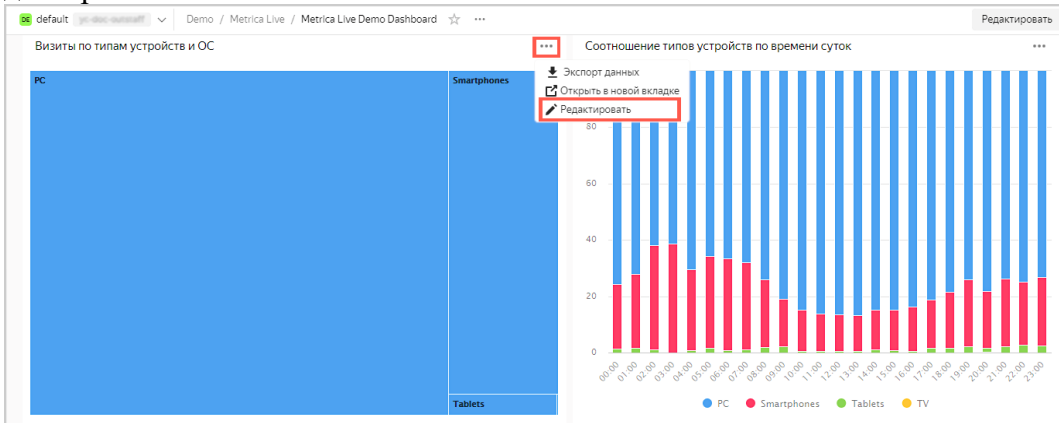 DE default Demo / Metrica Live / Metrica Live Demo Dashboard Редактировать
Визиты по типам устройств и ОС
Соотношение типов устройств по времени суток
PC
Smartphones
Tablets
Экспорт данных
Открыть в новой вкладке
Редактировать
80
60
40
20
0
00:00 01:00 02:00 03:00 04:00 05:00 06:00 07:00 08:00 09:00 10:00 11:00 12:00 13:00 14:00 15:00 16:00 17:00 18:00 19:00 20:00 21:00 22:00 23:00
PC Smartphones Tablets TV